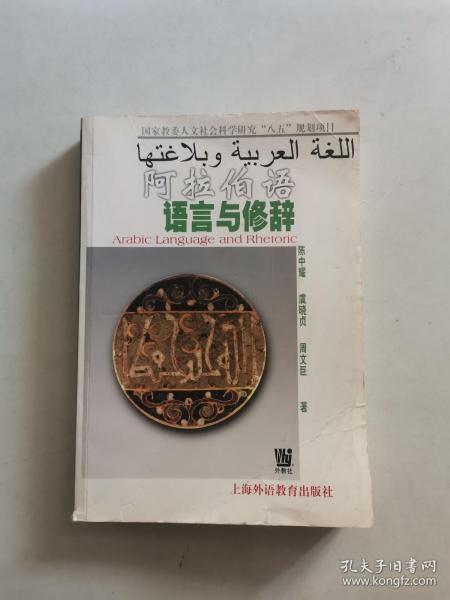 国家教委人文社会科学研究“八五”规划项目
اللغة العربية وبلاغتها
阿拉伯语
语言与修辞
Arabic Language and Rhetoric
陈中耀 虞晓贞 周文巨 著
外教社
上海外语教育出版社
孔夫子旧书网
www.kongfz.com